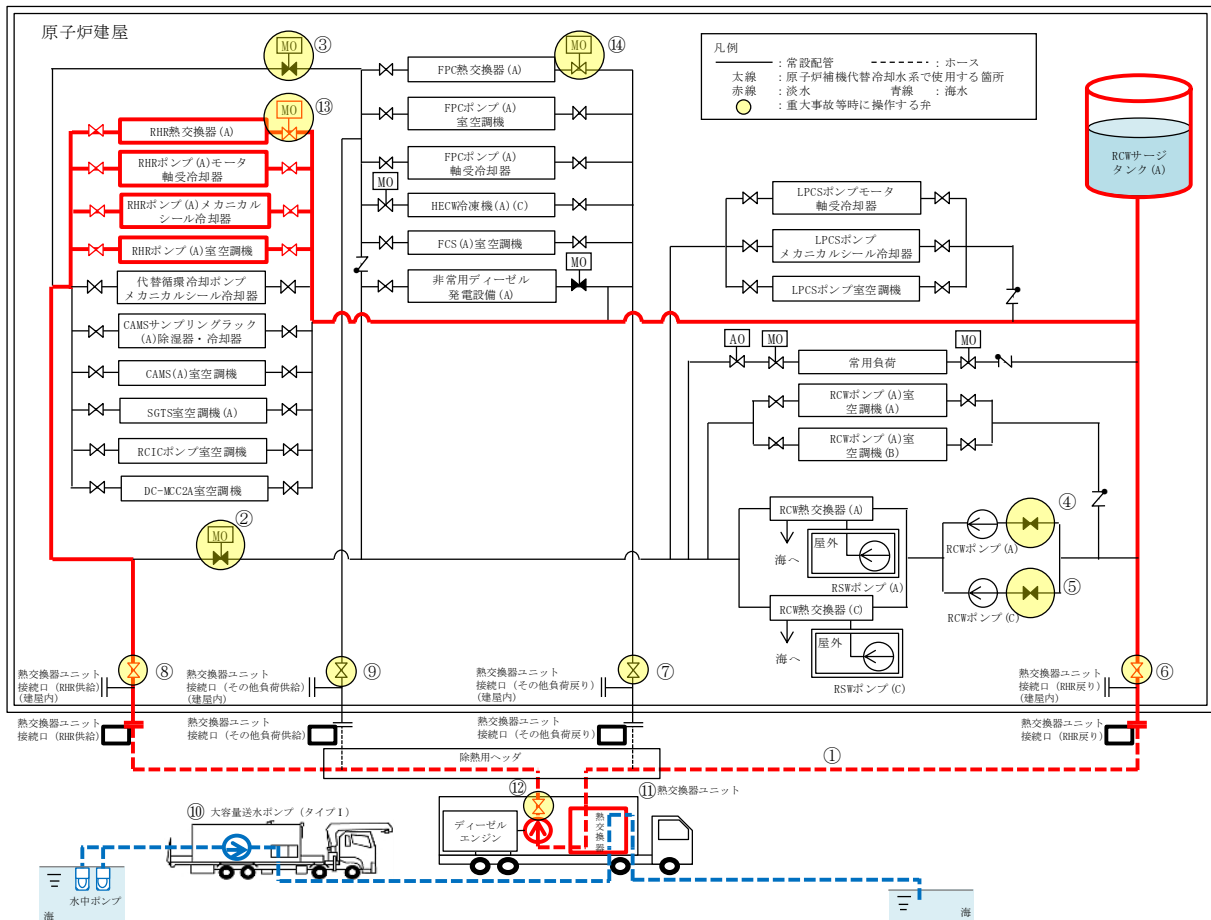 原子炉建屋
凡例
：常設配管
：ホース
太線　：原子炉補機代替冷却水系で使用する箇所
赤線　：淡水　青線　：海水
：重大事故等時に操作する弁
MO
③
MO
⑭
MO
⑬
FPC熱交換器(A)
FPCポンプ(A)
室空調機
FPCポンプ(A)
軸受冷却器
MO
HECW冷凍機(A)(C)
FCS(A)室空調機
非常用ディーゼル
発電設備(A)
MO
RHR熱交換器(A)
RHRポンプ(A)モータ
軸受冷却器
RHRポンプ(A)メカニカル
シール冷却器
RHRポンプ(A)室空調機
代替循環冷却ポンプ
メカニカルシール冷却器
CAMSサンプリングラック
(A)除湿器・冷却器
CAMS(A)室空調機
SGTS室空調機(A)
RCICポンプ室空調機
DC-MCC2A室空調機
RCWサージ
タンク(A)
LPCSポンプモータ
軸受冷却器
LPCSポンプ
メカニカルシール冷却器
LPCSポンプ室空調機
AO
MO
MO
常用負荷
RCWポンプ(A)室
空調機(A)
RCWポンプ(A)室
空調機(B)
②
MO
RCW熱交換器(A)
海へ
屋外
RSWポンプ(A)
RCW熱交換器(C)
海へ
屋外
RSWポンプ(C)
④
RCWポンプ(A)
⑤
RCWポンプ(C)
⑧
熱交換器ユニット
接続口（RHR供給）
(建屋内)
⑨
熱交換器ユニット
接続口（その他負荷供給）
(建屋内)
⑦
熱交換器ユニット
接続口（その他負荷戻り）
(建屋内)
⑥
熱交換器ユニット
接続口（RHR戻り）
(建屋内)
熱交換器ユニット
接続口（RHR供給）
熱交換器ユニット
接続口（その他負荷供給）
熱交換器ユニット
接続口（その他負荷戻り）
熱交換器ユニット
接続口（RHR戻り）
除熱用ヘッダ
①
⑫
⑪熱交換器ユニット
⑩ 大容量送水ポンプ（タイプⅠ）
ディーゼル
エンジン
熱交換器
水中ポンプ
海
海